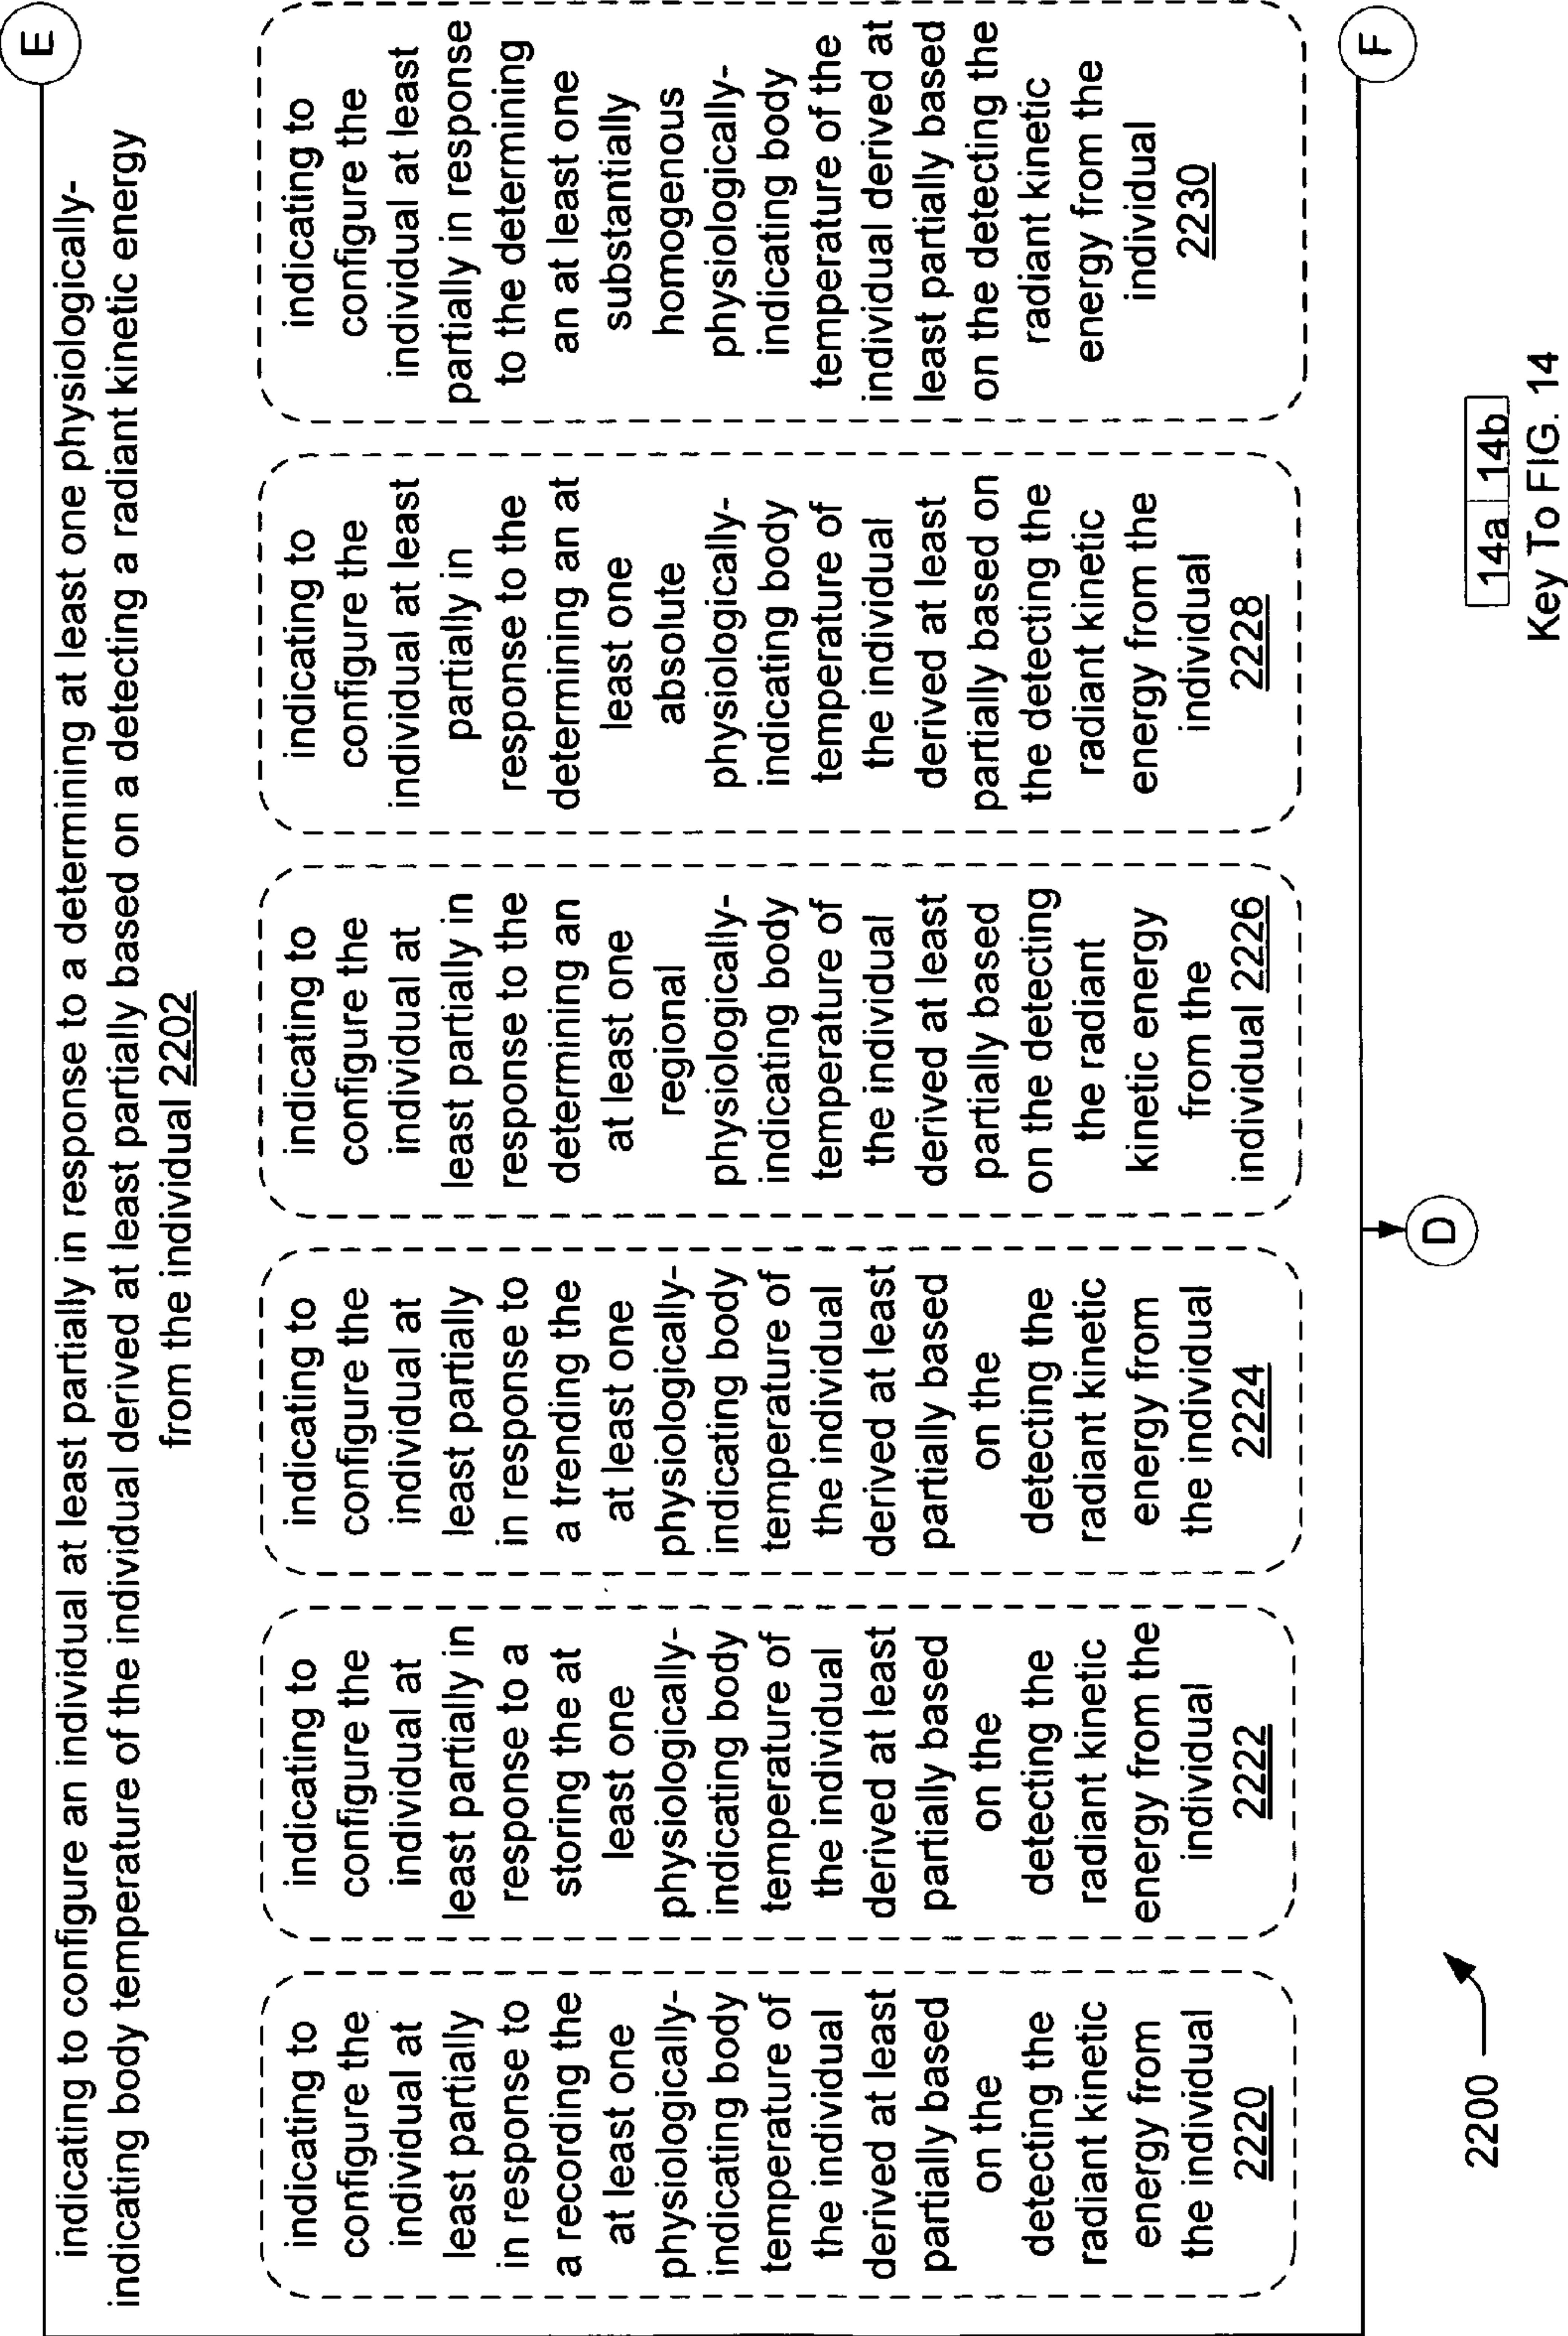 indicating to configure an individual at least partially in response to a determining at least one physiologically-
indicating body temperature of the individual derived at least partially based on a detecting a radiant kinetic energy
from the individual 2202
E
indicating to
configure the
individual at
least partially
in response to
a recording the
at least one
physiologically-
indicating body
temperature of
the individual
derived at least
partially based
on the
detecting the
radiant kinetic
energy from
the individual
2220
indicating to
configure the
individual at
least partially in
response to a
storing the at
least one
physiologically-
indicating body
temperature of
the individual
derived at least
partially based
on the
detecting the
radiant kinetic
energy from the
individual
2222
indicating to
configure the
individual at
least partially
in response to
a trending the
at least one
physiologically-
indicating body
temperature of
the individual
derived at least
partially based
on the
detecting the
radiant kinetic
energy from
the individual
2224
indicating to
configure the
individual at
least partially in
response to the
determining an
at least one
regional
physiologically-
indicating body
temperature of
the individual
derived at least
partially based
on the detecting
the radiant
kinetic energy
from the
individual 2226
indicating to
configure the
individual at least
partially in
response to the
determining an at
least one
absolute
physiologically-
indicating body
temperature of
the individual
derived at least
partially based on
the detecting the
radiant kinetic
energy from the
individual
2228
indicating to
configure the
individual at least
partially in response
to the determining
an at least one
substantially
homogenous
physiologically-
indicating body
temperature of the
individual derived at
least partially based
on the detecting the
radiant kinetic
energy from the
individual
2230
F
D
2200
14a 14b
Key To FIG. 14